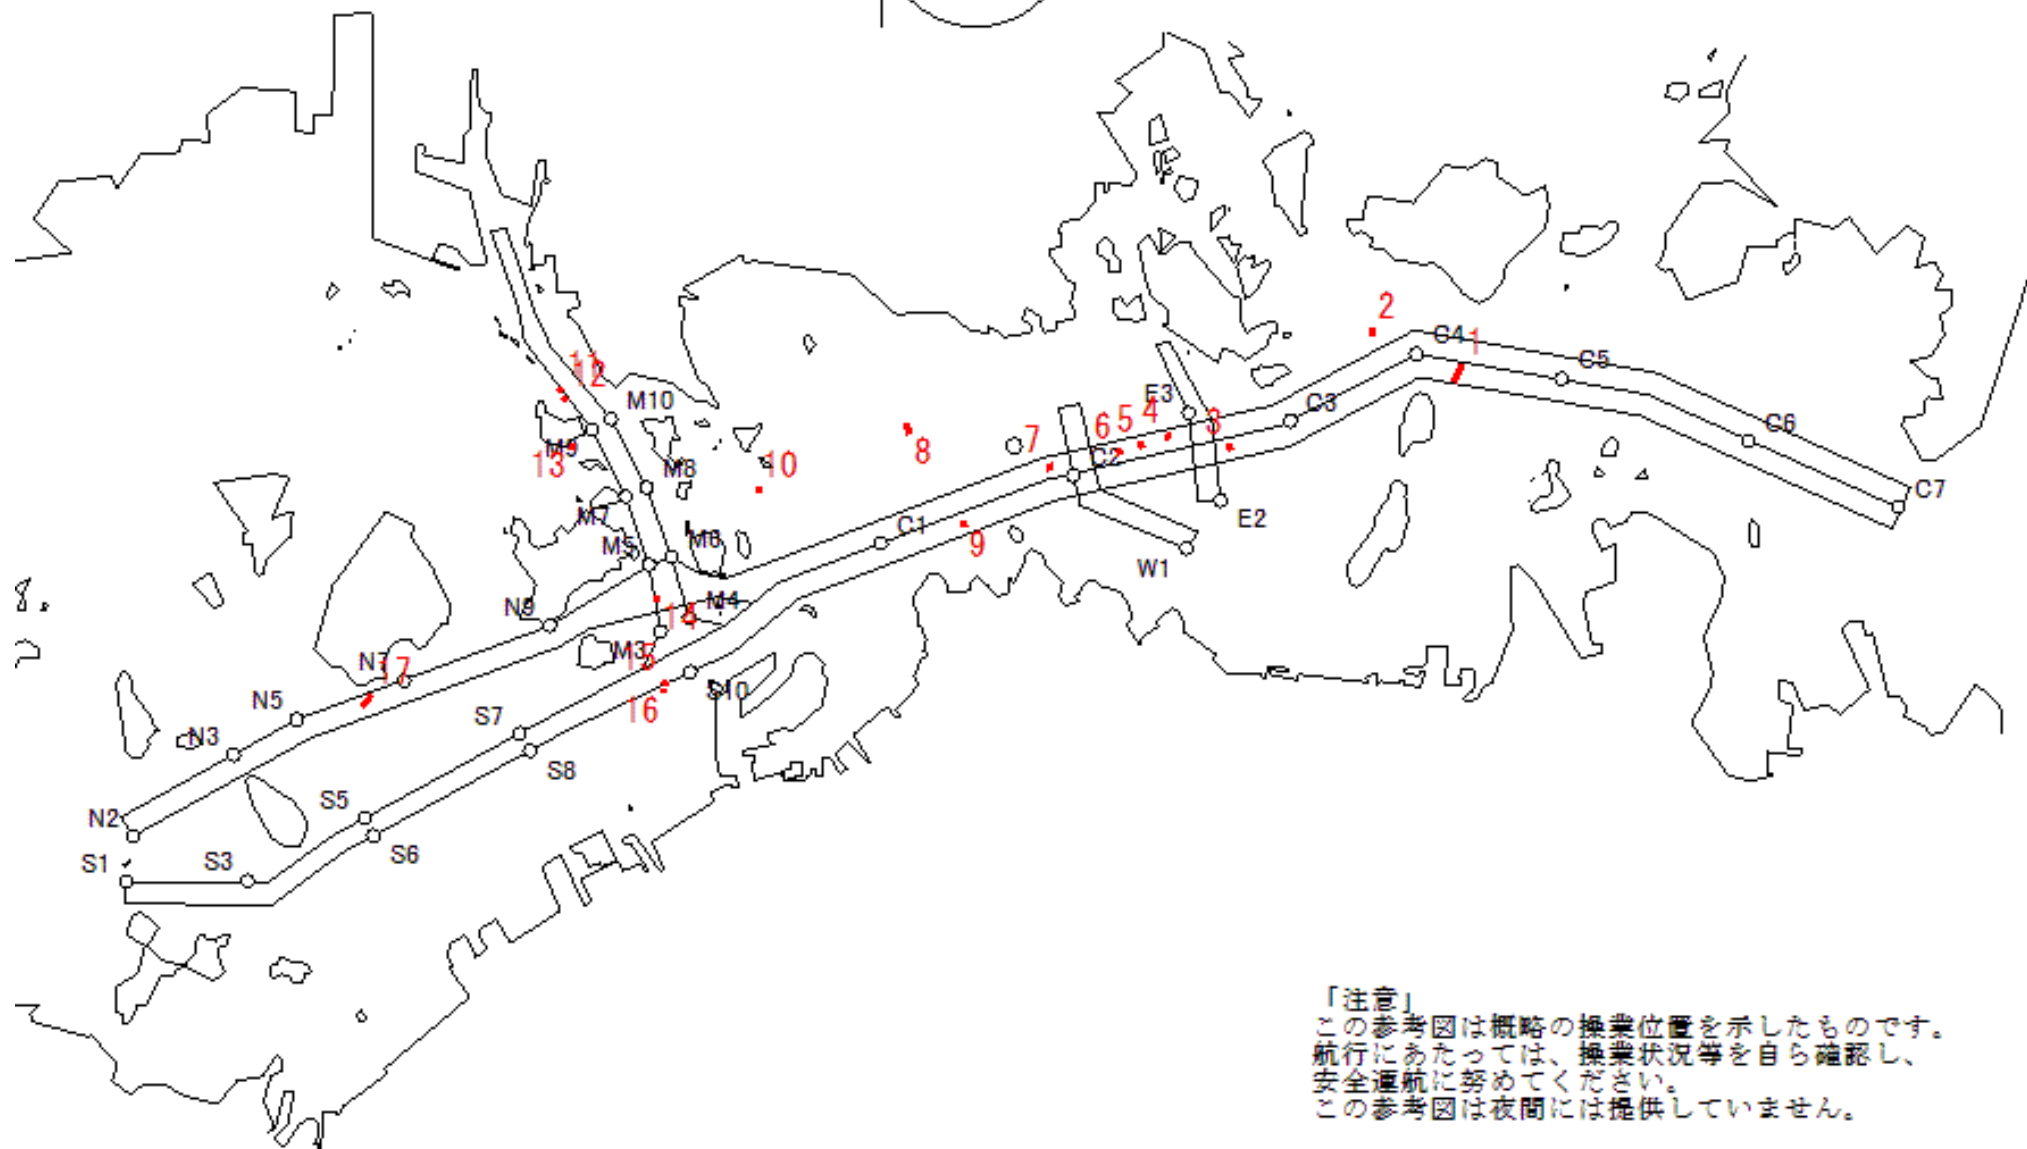 2
C4
1
C5
11
12
M10
E3
C3
4
3
5
6
7
C2
8
C6
M9
13
M8
10
C7
M7
E2
C1
9
M5
M6
W1
N9
M4
14
M3
15
N7
17
S10
16
N5
S7
N3
S8
S5
N2
S3
S6
S1
「注意」
この参考図は概略の操業位置を示したものです。
航行にあたっては、操業状況等を自ら確認し、
安全運航に努めてください。
この参考図は夜間には提供していません。